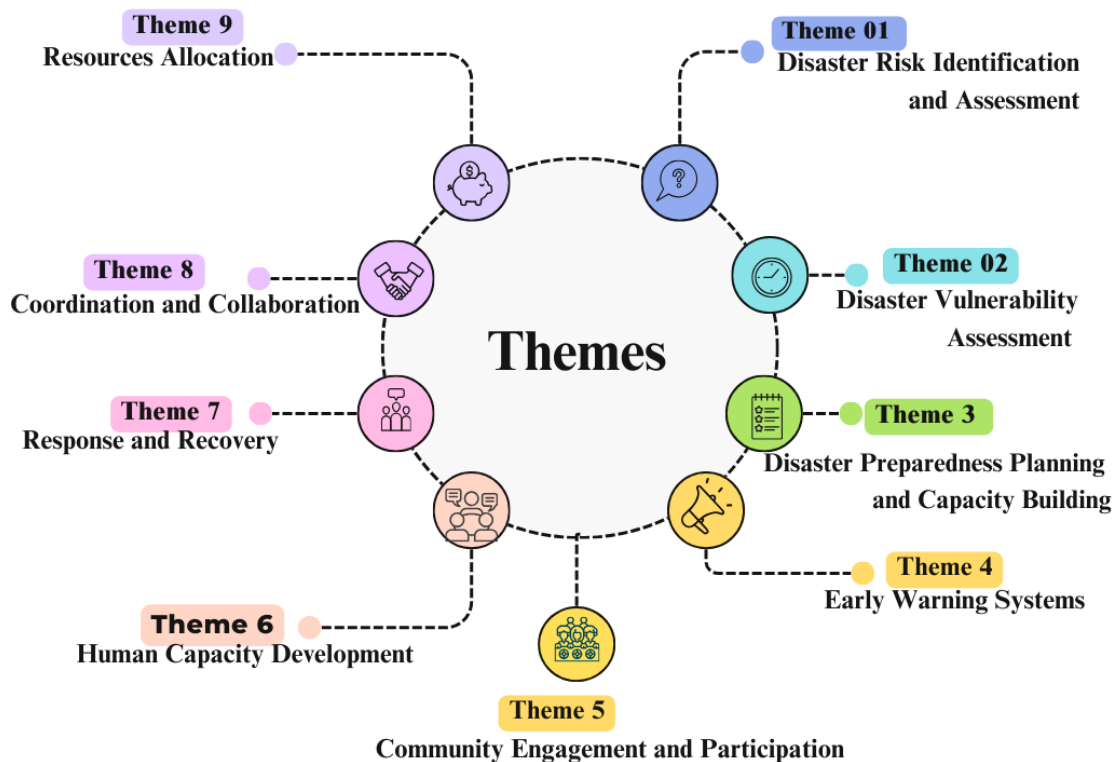 Theme 9
Resources Allocation
Theme 01
Disaster Risk Identification
and Assessment
Theme 8
Coordination and Collaboration
Theme 02
Disaster Vulnerability
Assessment
Themes
Theme 7
Response and Recovery
Theme 3
Disaster Preparedness Planning
and Capacity Building
Theme 4
Early Warning Systems
Theme 6
Human Capacity Development
Theme 5
Community Engagement and Participation
$
?